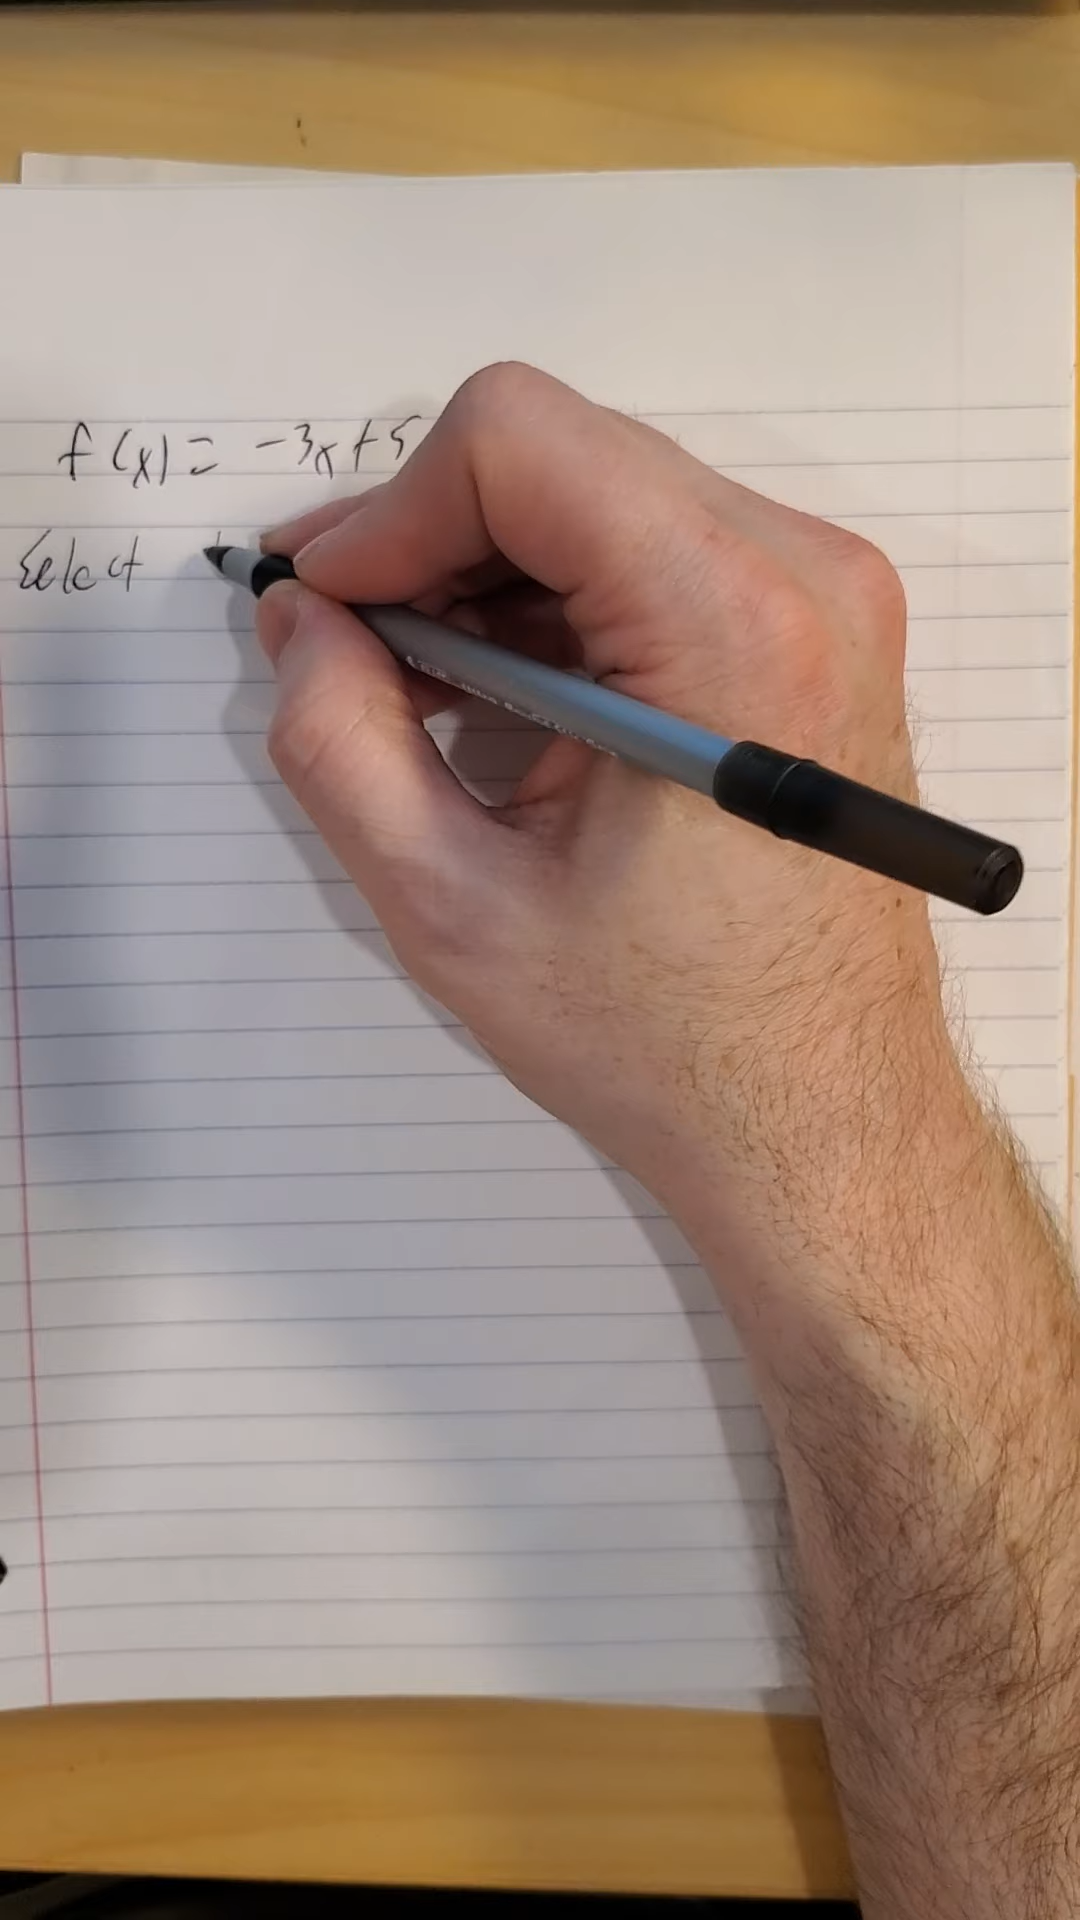 f(x) = -3x+5
Select